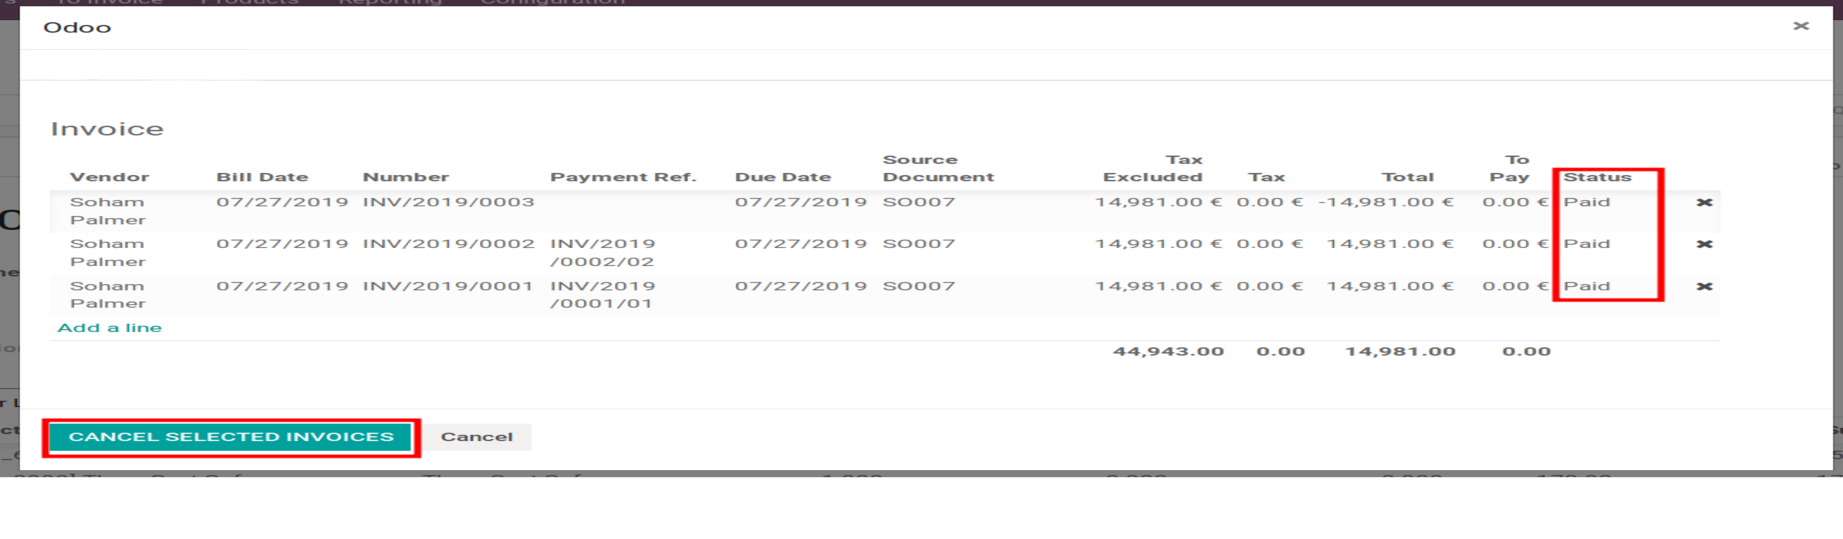 To Invoice Products Reporting Configuration
Odoo
Invoice
Source Tax To
Vendor Bill Date Number Payment Ref. Due Date Document Excluded Tax Total Pay Status
Soham 07/27/2019 INV/2019/0003 07/27/2019 SO007 14,981.00 € 0.00 € -14,981.00 € 0.00 € Paid
Palmer
Soham 07/27/2019 INV/2019/0002 INV/2019 07/27/2019 SO007 14,981.00 € 0.00 € 14,981.00 € 0.00 € Paid
Palmer /0002/02
Soham 07/27/2019 INV/2019/0001 INV/2019 07/27/2019 SO007 14,981.00 € 0.00 € 14,981.00 € 0.00 € Paid
Palmer /0001/01
Add a line
44,943.00 0.00 14,981.00 0.00
CANCEL SELECTED INVOICES Cancel